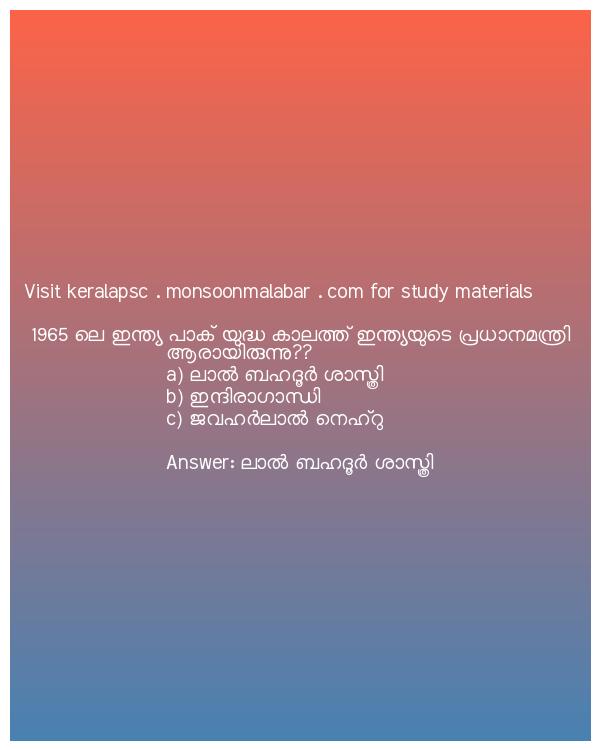 Visit keralapsc . monsoonmalabar . com for study materials
1965 ലെ ഇന്ത്യ പാക് യുദ്ധ കാലത്ത് ഇന്ത്യയുടെ പ്രധാനമന്ത്രി
ആരായിരുന്നു??
a) ലാൽ ബഹദൂർ ശാസ്ത്രി
b) ഇന്ദിരാഗാന്ധി
c) ജവഹർലാൽ നെഹ്റു
Answer: ലാൽ ബഹദൂർ ശാസ്ത്രി